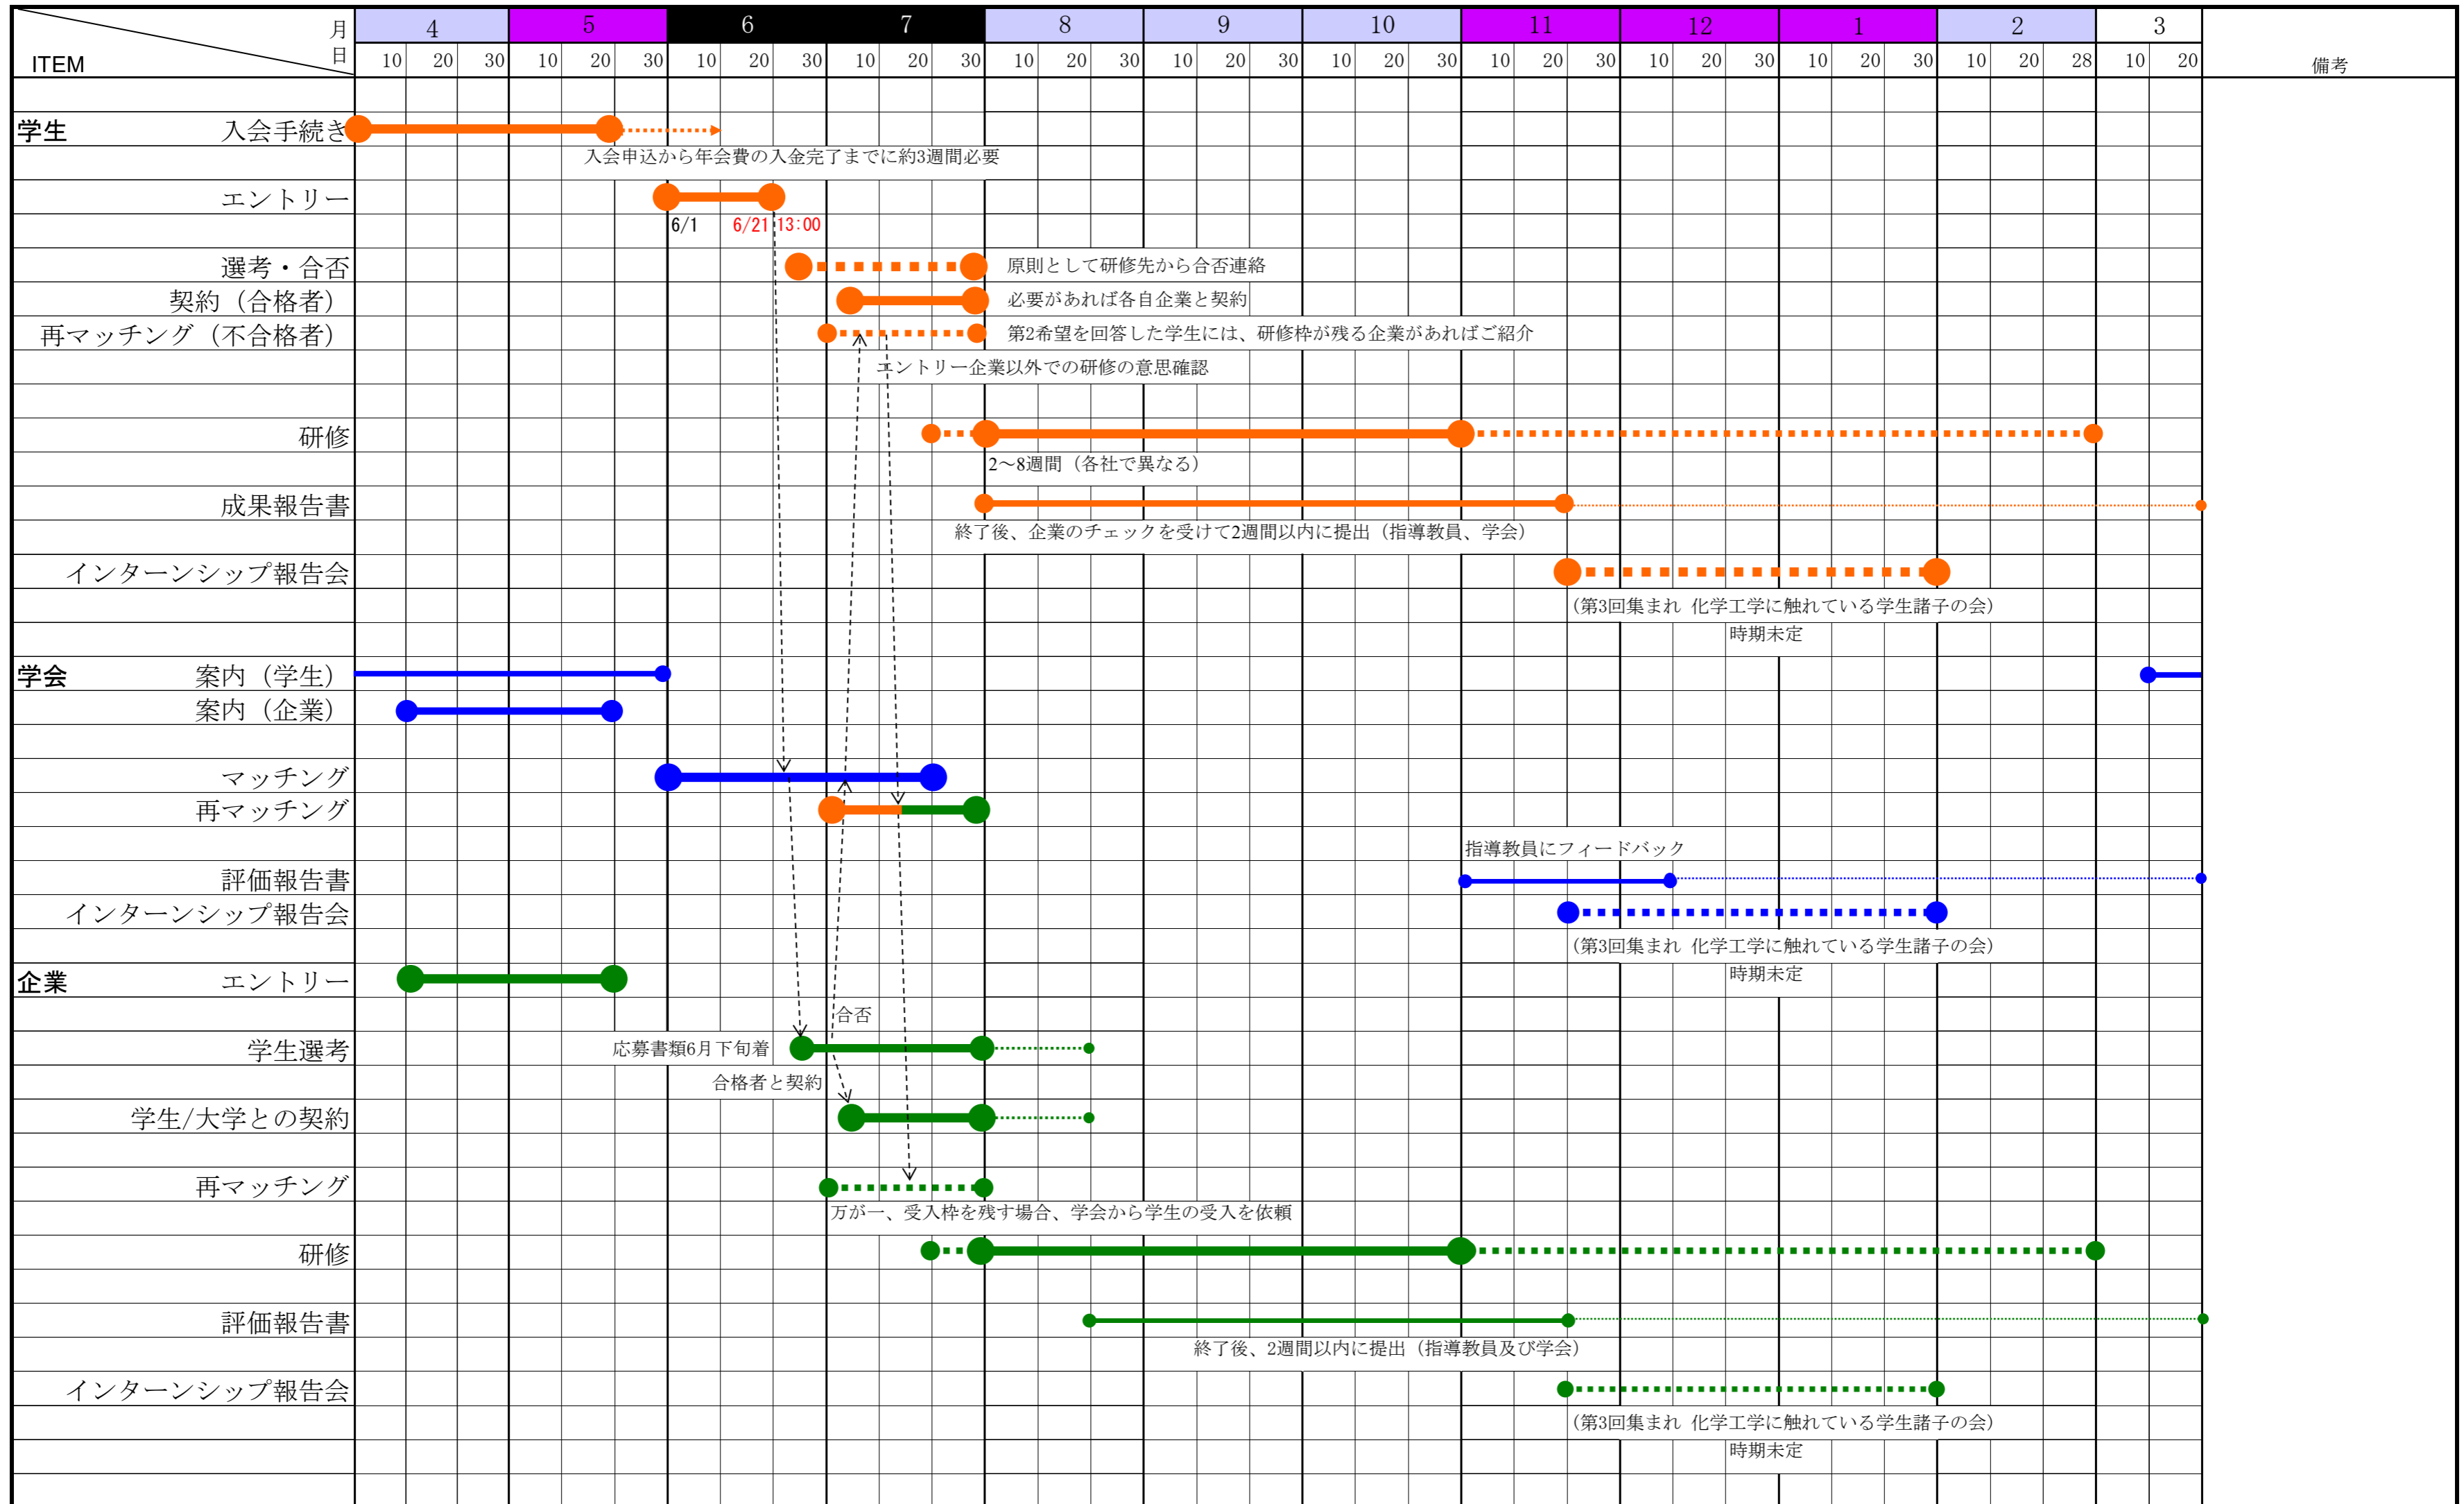 月 4 5 6 7 8 9 10 11 12 1 2 3
日 10 20 30 10 20 30 10 20 30 10 20 30 10 20 30 10 20 30 10 20 30 10 20 30 10 20 30 10 20 30 10 20 28 10 20
ITEM
備考
学生 入会手続き
入会申込から年会費の入金完了までに約3週間必要
エントリー
6/1 6/21 13:00
選考・合否 原則として研修先から合否連絡
契約（合格者） 必要があれば各自企業と契約
再マッチング（不合格者） 第2希望を回答した学生には、研修枠が残る企業があればご紹介
エントリー企業以外での研修の意思確認
研修
2～8週間（各社で異なる）
成果報告書
終了後、企業のチェックを受けて2週間以内に提出（指導教員、学会）
インターンシップ報告会
（第3回集まれ 化学工学に触れている学生諸子の会）
時期未定
学会 案内（学生）
案内（企業）
マッチング
再マッチング
指導教員にフィードバック
評価報告書
インターンシップ報告会
（第3回集まれ 化学工学に触れている学生諸子の会）
時期未定
企業 エントリー
合否
学生選考 応募書類6月下旬着
合格者と契約
学生/大学との契約
再マッチング
万が一、受入枠を残す場合、学会から学生の受入を依頼
研修
評価報告書
終了後、2週間以内に提出（指導教員及び学会）
インターンシップ報告会
（第3回集まれ 化学工学に触れている学生諸子の会）
時期未定